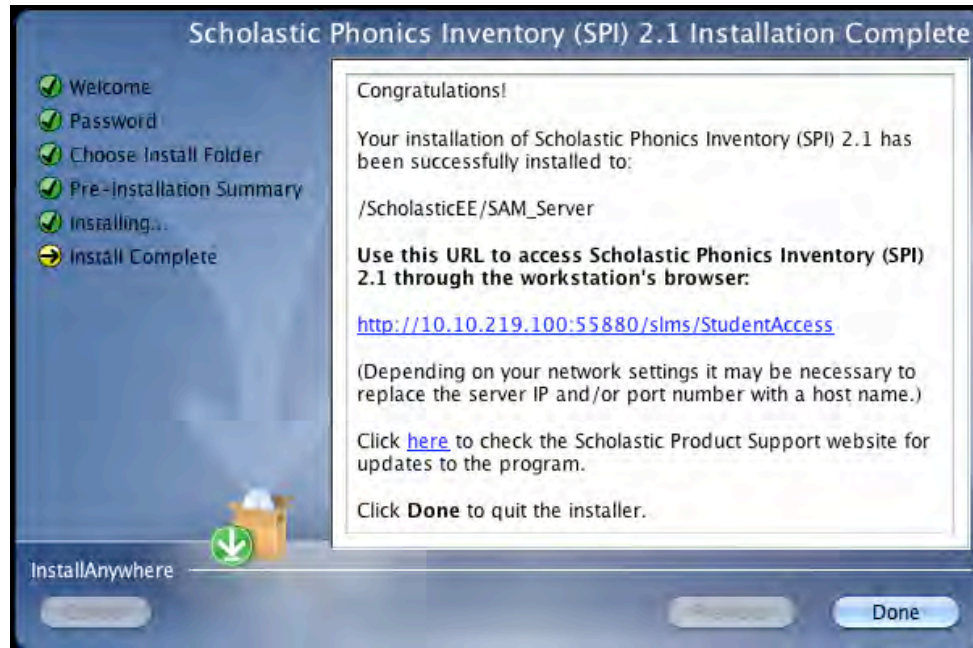 Scholastic Phonics Inventory (SPI) 2.1 Installation Complete
Welcome
Password
Choose Install Folder
Pre-Installation Summary
Installing...
Install Complete
Congratulations!
Your installation of Scholastic Phonics Inventory (SPI) 2.1 has
been successfully installed to:
/ScholasticEE/SAM_Server
Use this URL to access Scholastic Phonics Inventory (SPI)
2.1 through the workstation's browser:
http://10.10.219.100:55880/slms/StudentAccess
(Depending on your network settings it may be necessary to
replace the server IP and/or port number with a host name.)
Click here to check the Scholastic Product Support website for
updates to the program.
Click Done to quit the installer.
InstallAnywhere
Done